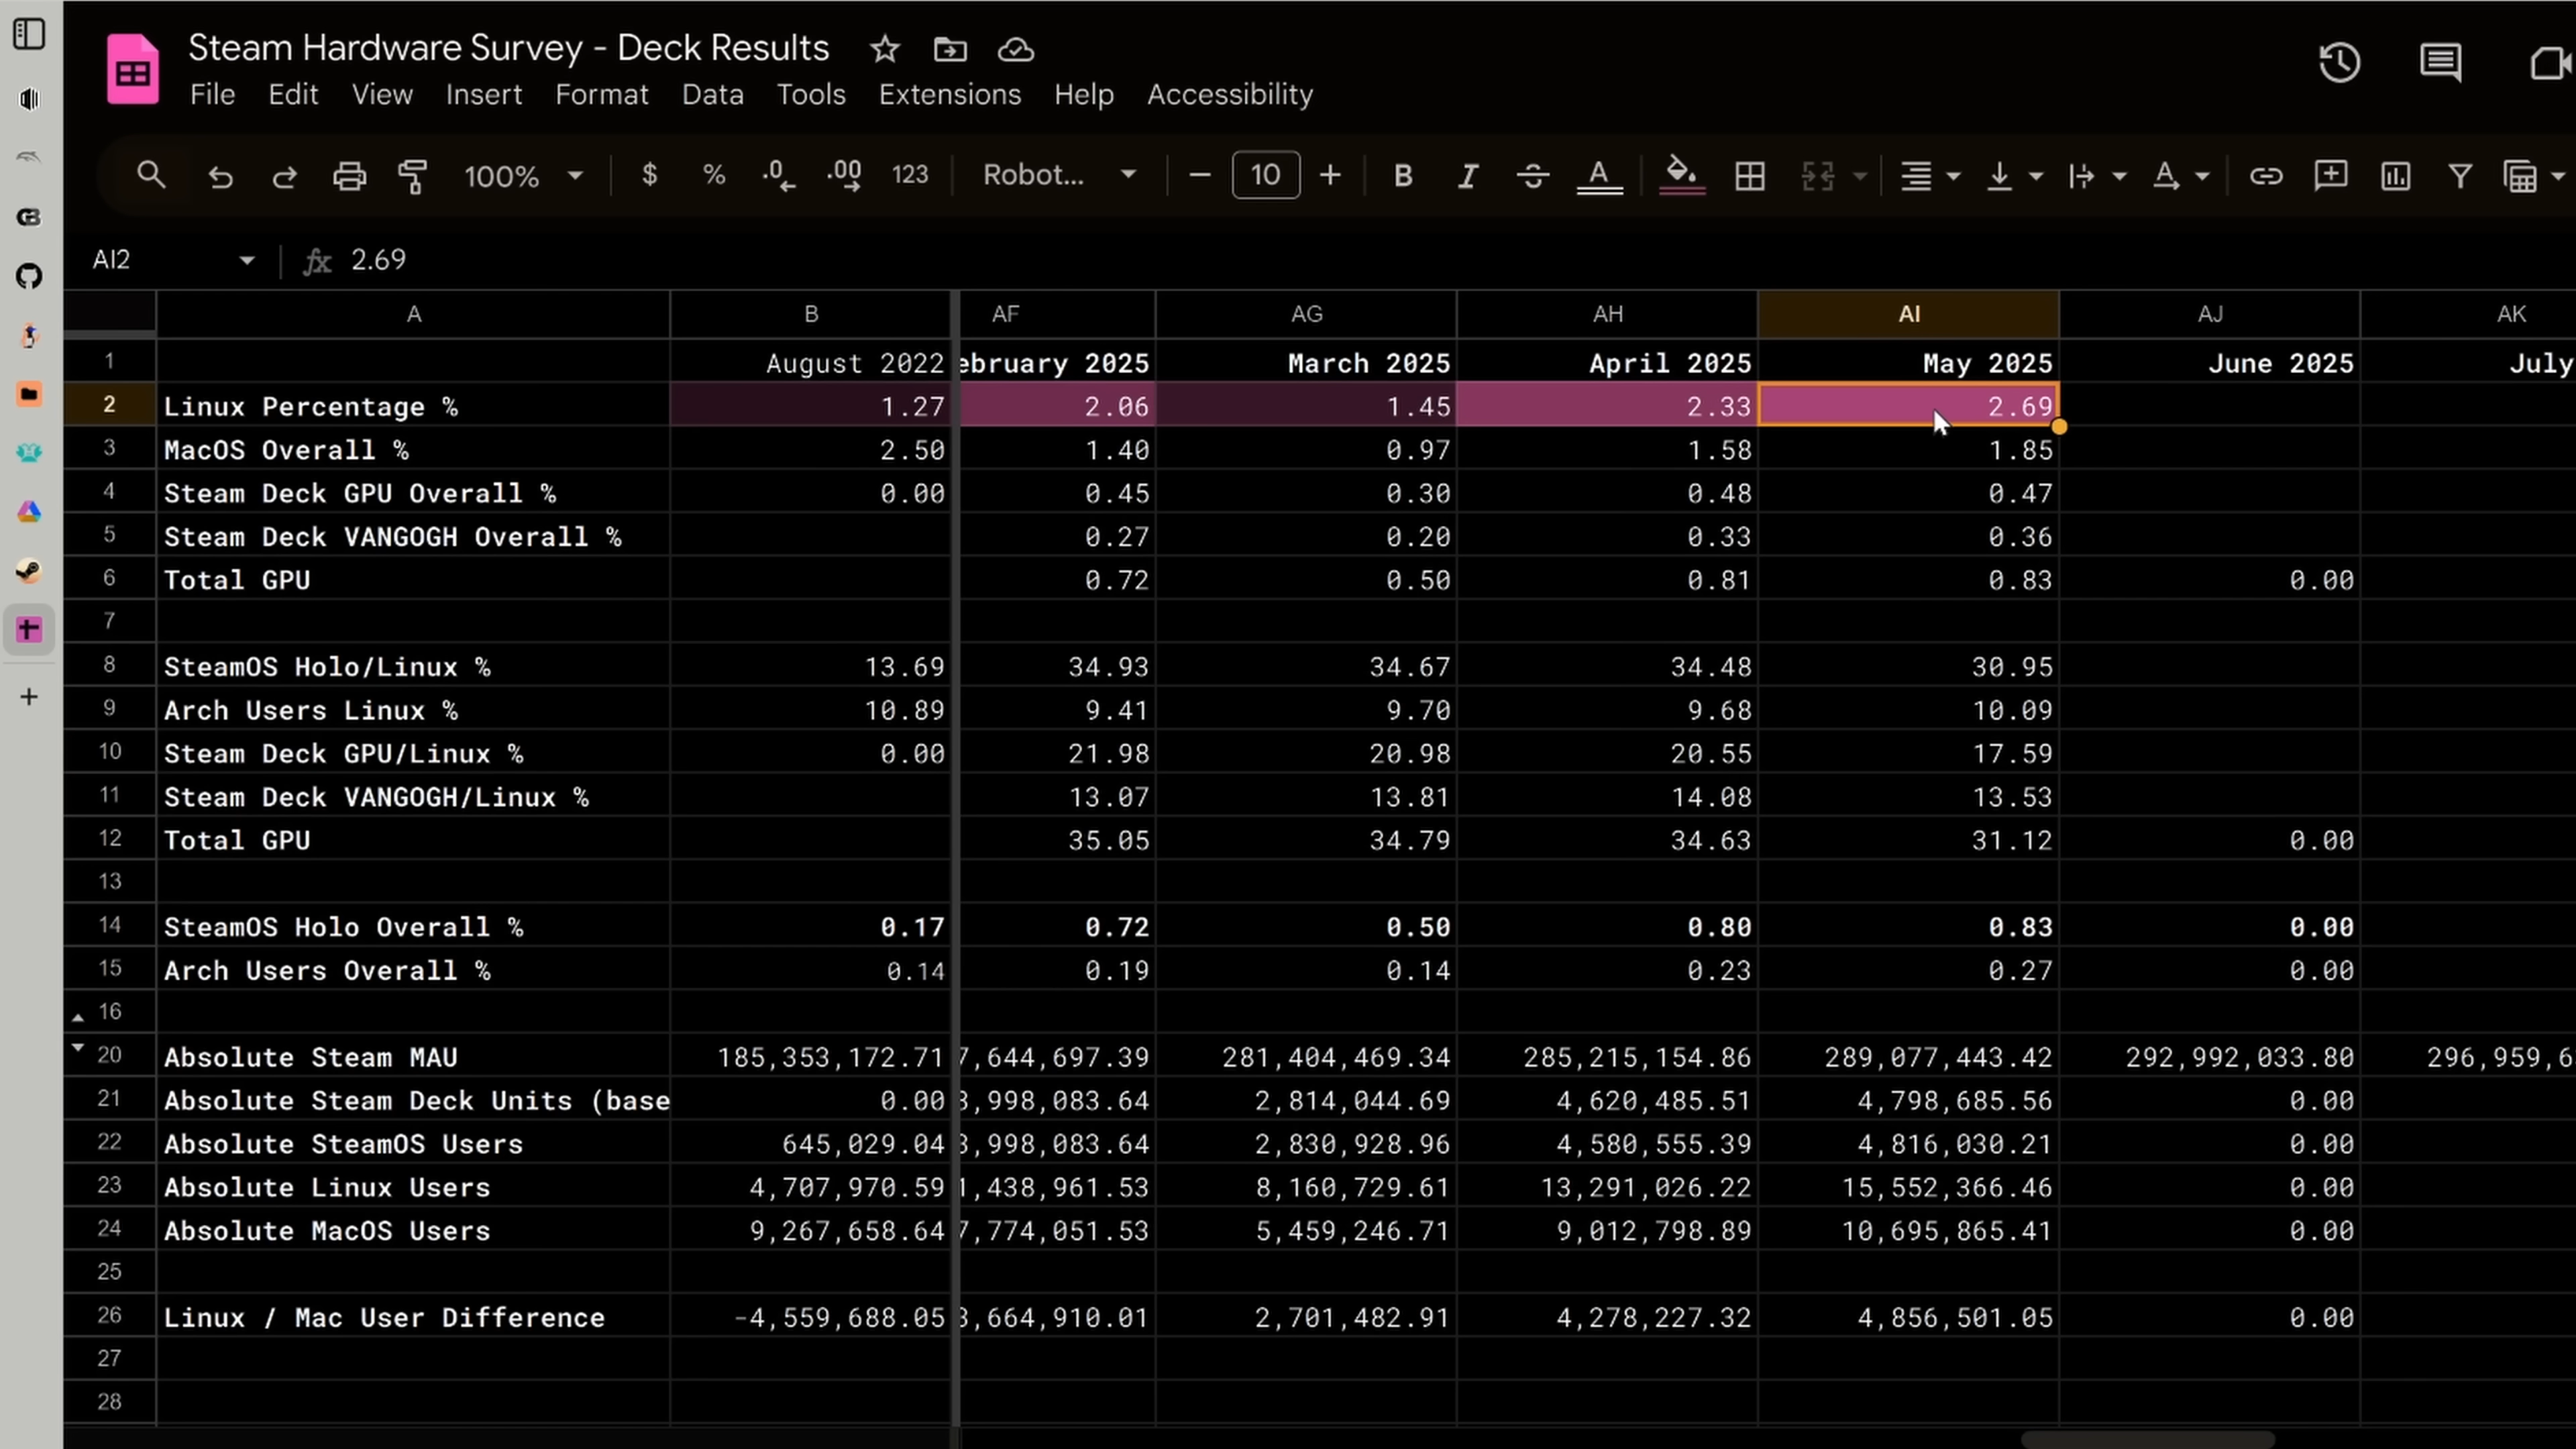 Steam Hardware Survey - Deck Results
File Edit View Insert Format Data Tools Extensions Help Accessibility
100% $ % .0 .00 123 Robot... 10 B I A A
AI2 fx 2.69
A B AF AG AH AI AJ AK
1 August 2022 ebruary 2025 March 2025 April 2025 May 2025 June 2025 July
2 Linux Percentage % 1.27 2.06 1.45 2.33 2.69
3 MacOS Overall % 2.50 1.40 0.97 1.58 1.85
4 Steam Deck GPU Overall % 0.00 0.45 0.30 0.48 0.47
5 Steam Deck VANGOGH Overall % 0.27 0.20 0.33 0.36
6 Total GPU 0.72 0.50 0.81 0.83 0.00
7
8 SteamOS Holo/Linux % 13.69 34.93 34.67 34.48 30.95
9 Arch Users Linux % 10.89 9.41 9.70 9.68 10.09
10 Steam Deck GPU/Linux % 0.00 21.98 20.98 20.55 17.59
11 Steam Deck VANGOGH/Linux % 13.07 13.81 14.08 13.53
12 Total GPU 35.05 34.79 34.63 31.12 0.00
13
14 SteamOS Holo Overall % 0.17 0.72 0.50 0.80 0.83 0.00
15 Arch Users Overall % 0.14 0.19 0.14 0.23 0.27 0.00
16
20 Absolute Steam MAU 185,353,172.71 7,644,697.39 281,404,469.34 285,215,154.86 289,077,443.42 292,992,033.80 296,959,6
21 Absolute Steam Deck Units (base 0.00 3,998,083.64 2,814,044.69 4,620,485.51 4,798,685.56 0.00
22 Absolute SteamOS Users 645,029.04 3,998,083.64 2,830,928.96 4,580,555.39 4,816,030.21 0.00
23 Absolute Linux Users 4,707,970.59 1,438,961.53 8,160,729.61 13,291,026.22 15,552,366.46 0.00
24 Absolute MacOS Users 9,267,658.64 7,774,051.53 5,459,246.71 9,012,798.89 10,695,865.41 0.00
25
26 Linux / Mac User Difference -4,559,688.05 3,664,910.01 2,701,482.91 4,278,227.32 4,856,501.05 0.00
27
28